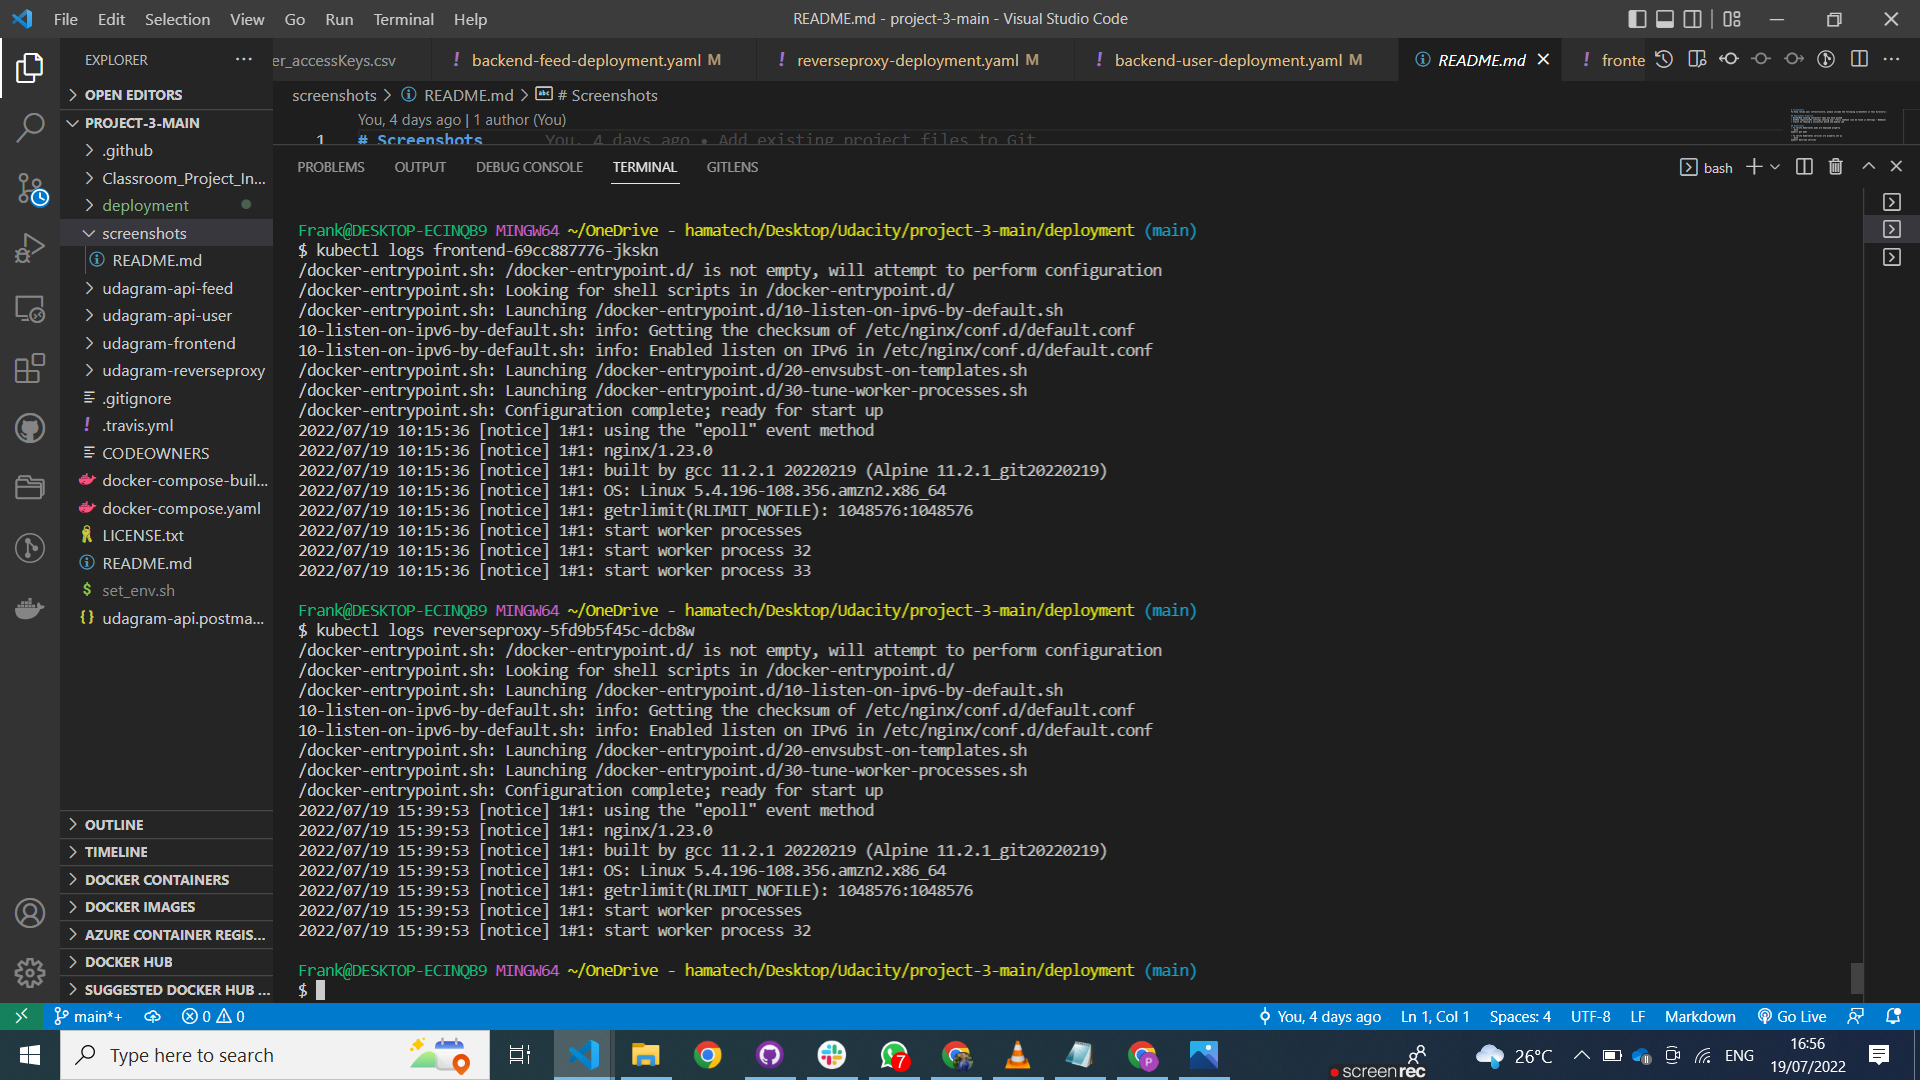 File Edit Selection View Go Run Terminal Help
README.md - project-3-main - Visual Studio Code
EXPLORER
er_accessKeys.csv
! backend-feed-deployment.yaml M
! reverseproxy-deployment.yaml M
! backend-user-deployment.yaml M
README.md
! fronte
OPEN EDITORS
PROJECT-3-MAIN
.github
Classroom_Project_In...
deployment
screenshots
README.md
udagram-api-feed
udagram-api-user
udagram-frontend
udagram-reverseproxy
.gitignore
! .travis.yml
CODEOWNERS
docker-compose-buil...
docker-compose.yaml
LICENSE.txt
README.md
$ set_env.sh
{} udagram-api.postma...
OUTLINE
TIMELINE
DOCKER CONTAINERS
DOCKER IMAGES
AZURE CONTAINER REGIS...
DOCKER HUB
SUGGESTED DOCKER HUB ...
screenshots > README.md > # Screenshots
You, 4 days ago | 1 author (You)
1 # Screenshots You, 4 days ago • Add existing project files to Git
PROBLEMS OUTPUT DEBUG CONSOLE TERMINAL GITLENS
bash
Frank@DESKTOP-ECINQB9 MINGW64 ~/OneDrive - hamatech/Desktop/Udacity/project-3-main/deployment (main)
$ kubectl logs frontend-69cc887776-jkskn
/docker-entrypoint.sh: /docker-entrypoint.d/ is not empty, will attempt to perform configuration
/docker-entrypoint.sh: Looking for shell scripts in /docker-entrypoint.d/
/docker-entrypoint.sh: Launching /docker-entrypoint.d/10-listen-on-ipv6-by-default.sh
10-listen-on-ipv6-by-default.sh: info: Getting the checksum of /etc/nginx/conf.d/default.conf
10-listen-on-ipv6-by-default.sh: info: Enabled listen on IPv6 in /etc/nginx/conf.d/default.conf
/docker-entrypoint.sh: Launching /docker-entrypoint.d/20-envsubst-on-templates.sh
/docker-entrypoint.sh: Launching /docker-entrypoint.d/30-tune-worker-processes.sh
/docker-entrypoint.sh: Configuration complete; ready for start up
2022/07/19 10:15:36 [notice] 1#1: using the "epoll" event method
2022/07/19 10:15:36 [notice] 1#1: nginx/1.23.0
2022/07/19 10:15:36 [notice] 1#1: built by gcc 11.2.1 20220219 (Alpine 11.2.1_git20220219)
2022/07/19 10:15:36 [notice] 1#1: OS: Linux 5.4.196-108.356.amzn2.x86_64
2022/07/19 10:15:36 [notice] 1#1: getrlimit(RLIMIT_NOFILE): 1048576:1048576
2022/07/19 10:15:36 [notice] 1#1: start worker processes
2022/07/19 10:15:36 [notice] 1#1: start worker process 32
2022/07/19 10:15:36 [notice] 1#1: start worker process 33
Frank@DESKTOP-ECINQB9 MINGW64 ~/OneDrive - hamatech/Desktop/Udacity/project-3-main/deployment (main)
$ kubectl logs reverseproxy-5fd9b5f45c-dcb8w
/docker-entrypoint.sh: /docker-entrypoint.d/ is not empty, will attempt to perform configuration
/docker-entrypoint.sh: Looking for shell scripts in /docker-entrypoint.d/
/docker-entrypoint.sh: Launching /docker-entrypoint.d/10-listen-on-ipv6-by-default.sh
10-listen-on-ipv6-by-default.sh: info: Getting the checksum of /etc/nginx/conf.d/default.conf
10-listen-on-ipv6-by-default.sh: info: Enabled listen on IPv6 in /etc/nginx/conf.d/default.conf
/docker-entrypoint.sh: Launching /docker-entrypoint.d/20-envsubst-on-templates.sh
/docker-entrypoint.sh: Launching /docker-entrypoint.d/30-tune-worker-processes.sh
/docker-entrypoint.sh: Configuration complete; ready for start up
2022/07/19 15:39:53 [notice] 1#1: using the "epoll" event method
2022/07/19 15:39:53 [notice] 1#1: nginx/1.23.0
2022/07/19 15:39:53 [notice] 1#1: built by gcc 11.2.1 20220219 (Alpine 11.2.1_git20220219)
2022/07/19 15:39:53 [notice] 1#1: OS: Linux 5.4.196-108.356.amzn2.x86_64
2022/07/19 15:39:53 [notice] 1#1: getrlimit(RLIMIT_NOFILE): 1048576:1048576
2022/07/19 15:39:53 [notice] 1#1: start worker processes
2022/07/19 15:39:53 [notice] 1#1: start worker process 32
Frank@DESKTOP-ECINQB9 MINGW64 ~/OneDrive - hamatech/Desktop/Udacity/project-3-main/deployment (main)
$
main*+ 0 0
You, 4 days ago Ln 1, Col 1 Spaces: 4 UTF-8 LF Markdown Go Live
Type here to search
7
P
screenrec
26°C
ENG
16:56
19/07/2022